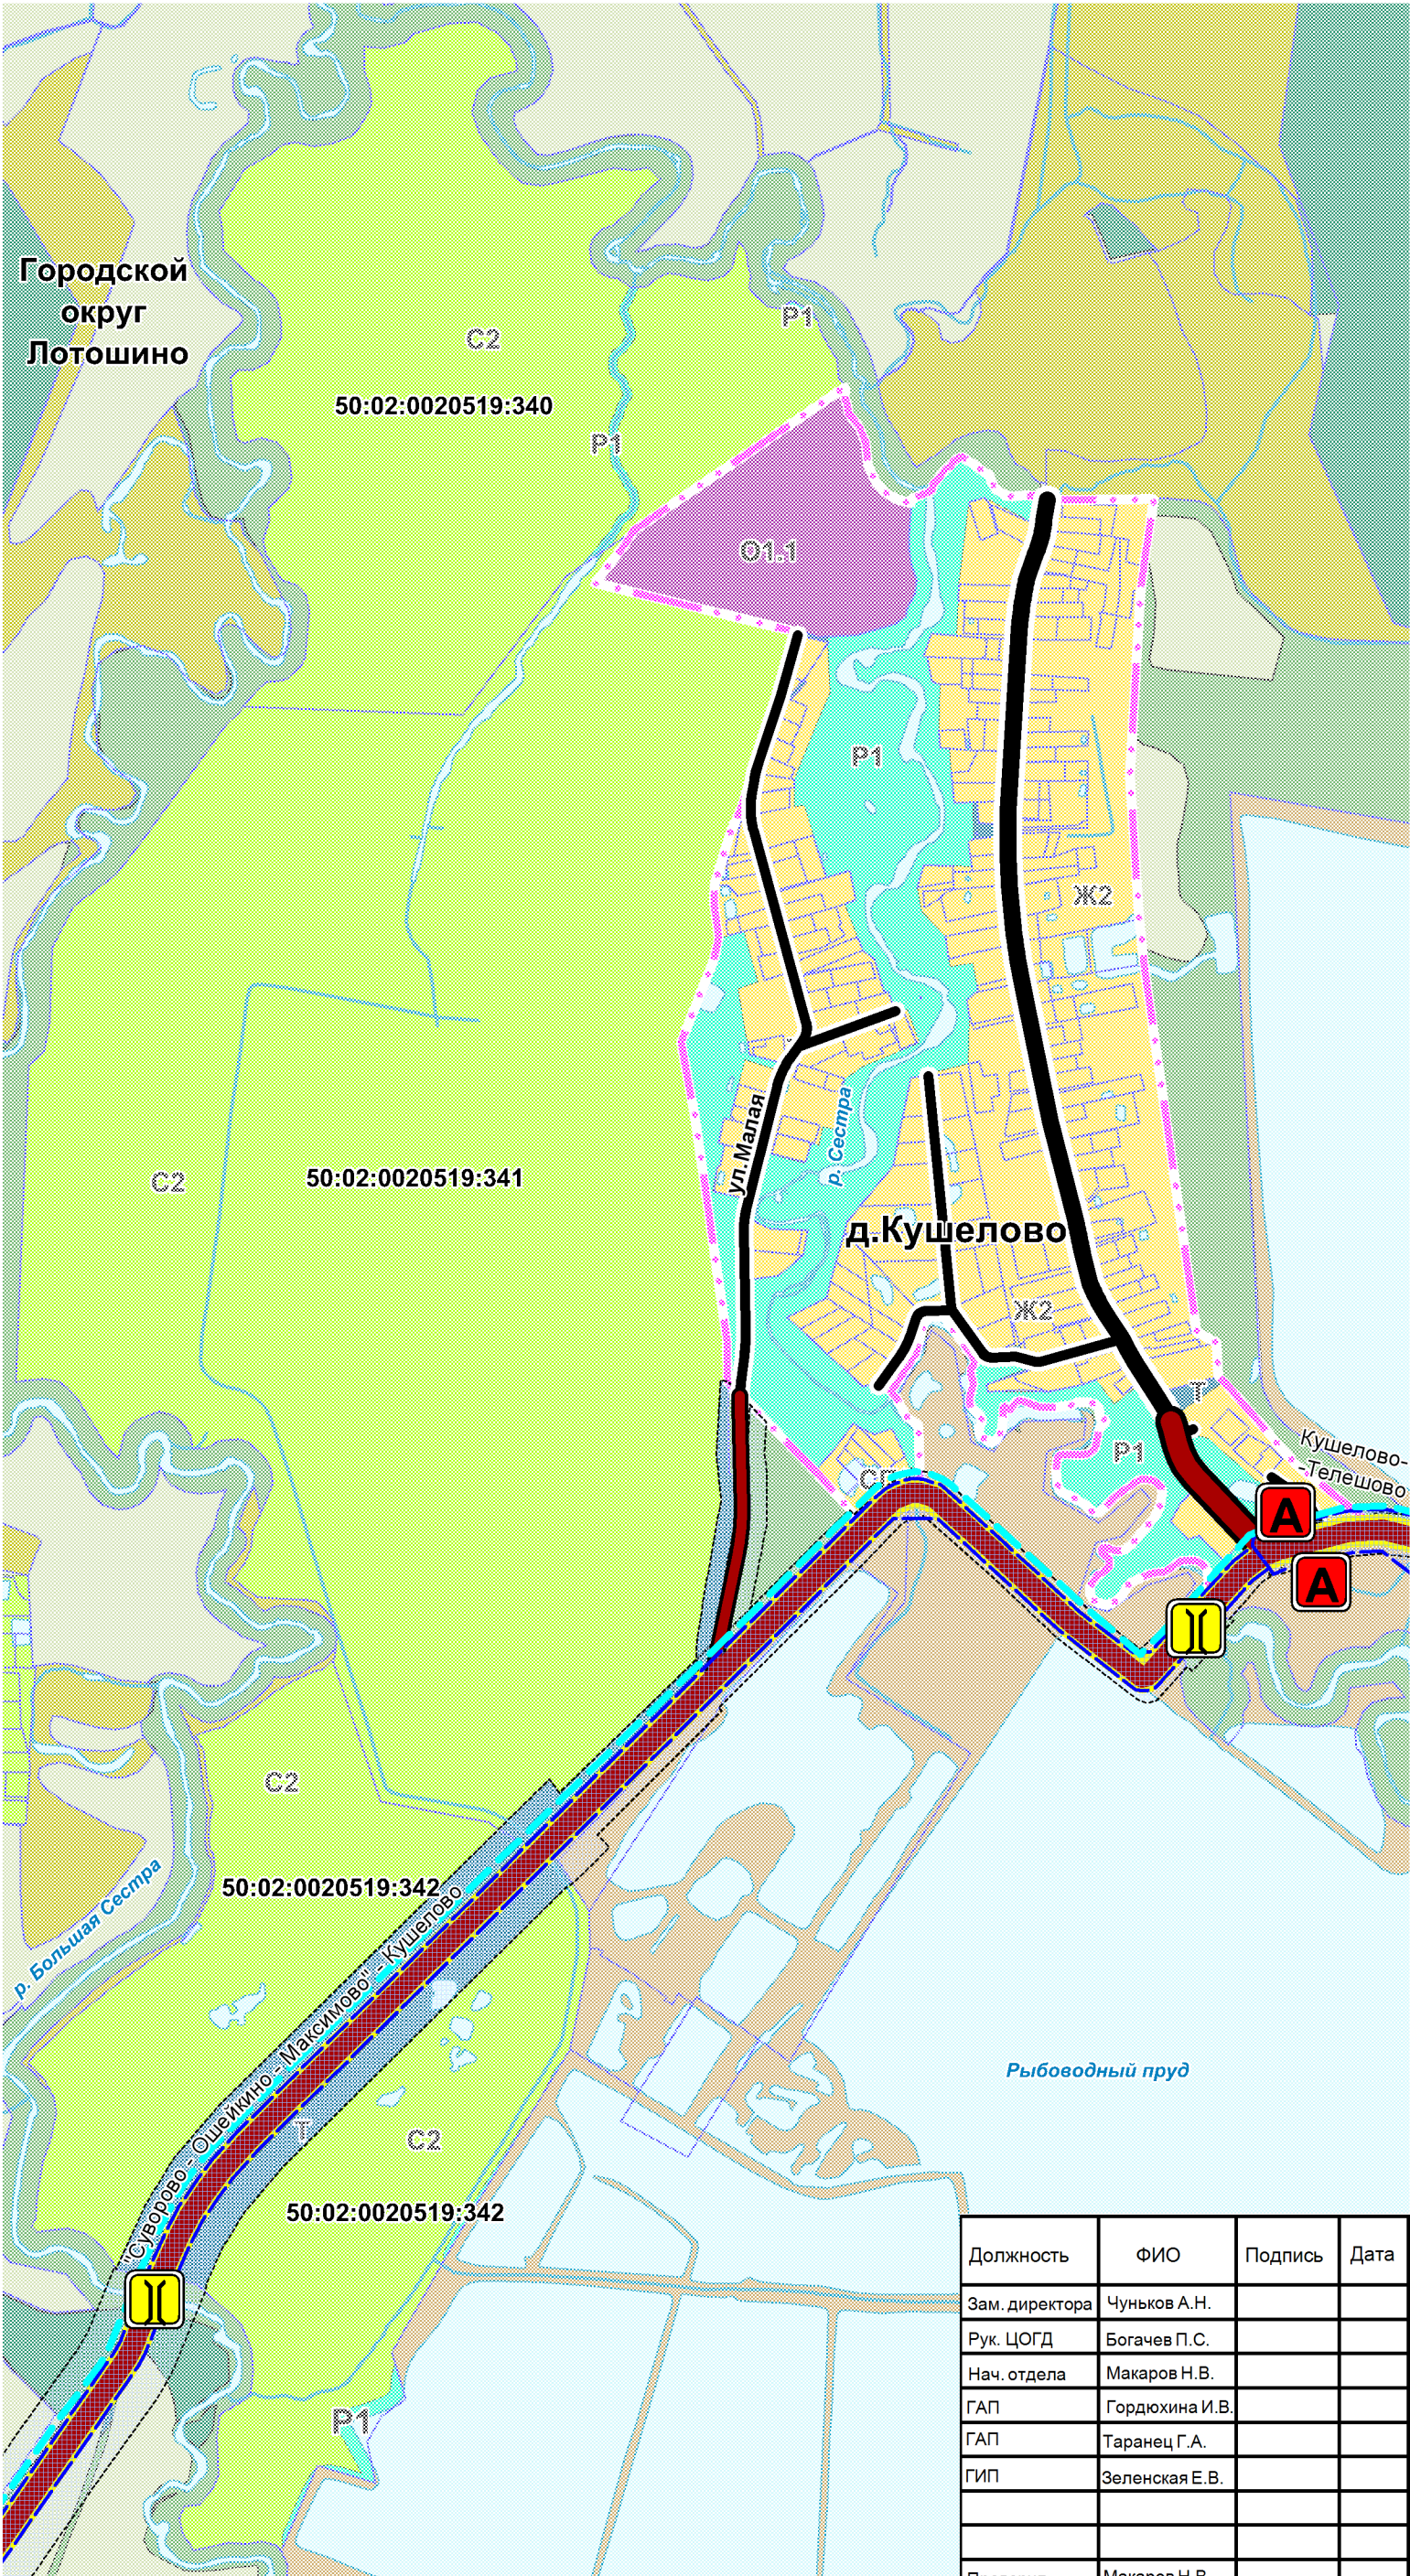 Городской
округ
Лотошино
С2
Р1
50:02:0020519:340
Р1
О1.1
Р1
Ж2
ул.Малая
р. Сестра
С2
50:02:0020519:341
д.Кушелово
Ж2
Т
Р1
Кушелово-
-Телешово
А
А
С2
50:02:0020519:342
р. Большая Сестра
"Суворово - Ошейкино - Максимово" - Кушелово
Т
С2
50:02:0020519:342
Рыбоводный пруд
Р1
Должность ФИО Подпись Дата
Зам. директора Чуньков А.Н.
Рук. ЦОГД Богачев П.С.
Нач. отдела Макаров Н.В.
ГАП Гордюхина И.В.
ГАП Таранец Г.А.
ГИП Зеленская Е.В.
Макаров Н.В.